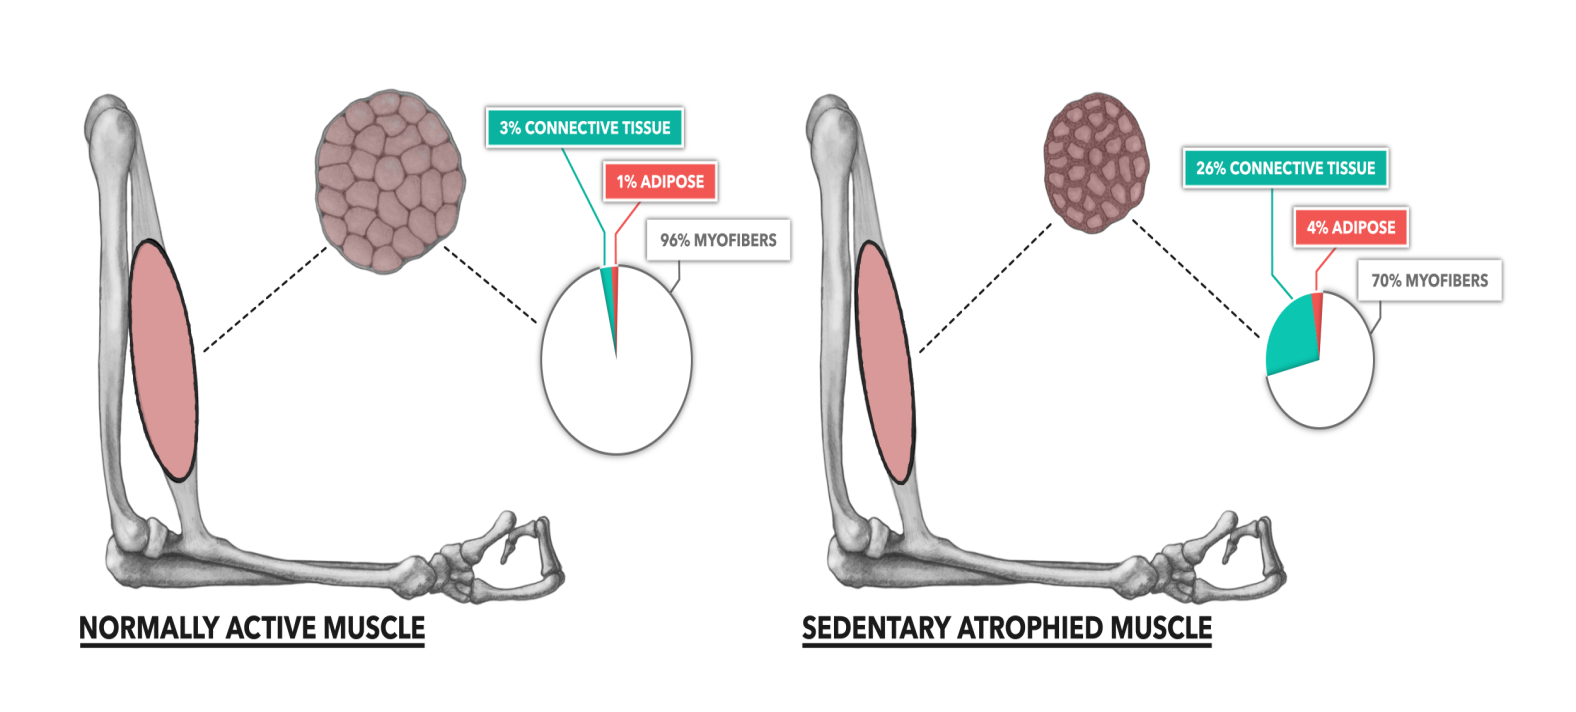 3% CONNECTIVE TISSUE
1% ADIPOSE
96% MYOFIBERS
NORMALLY ACTIVE MUSCLE
26% CONNECTIVE TISSUE
4% ADIPOSE
70% MYOFIBERS
SEDENTARY ATROPHIED MUSCLE